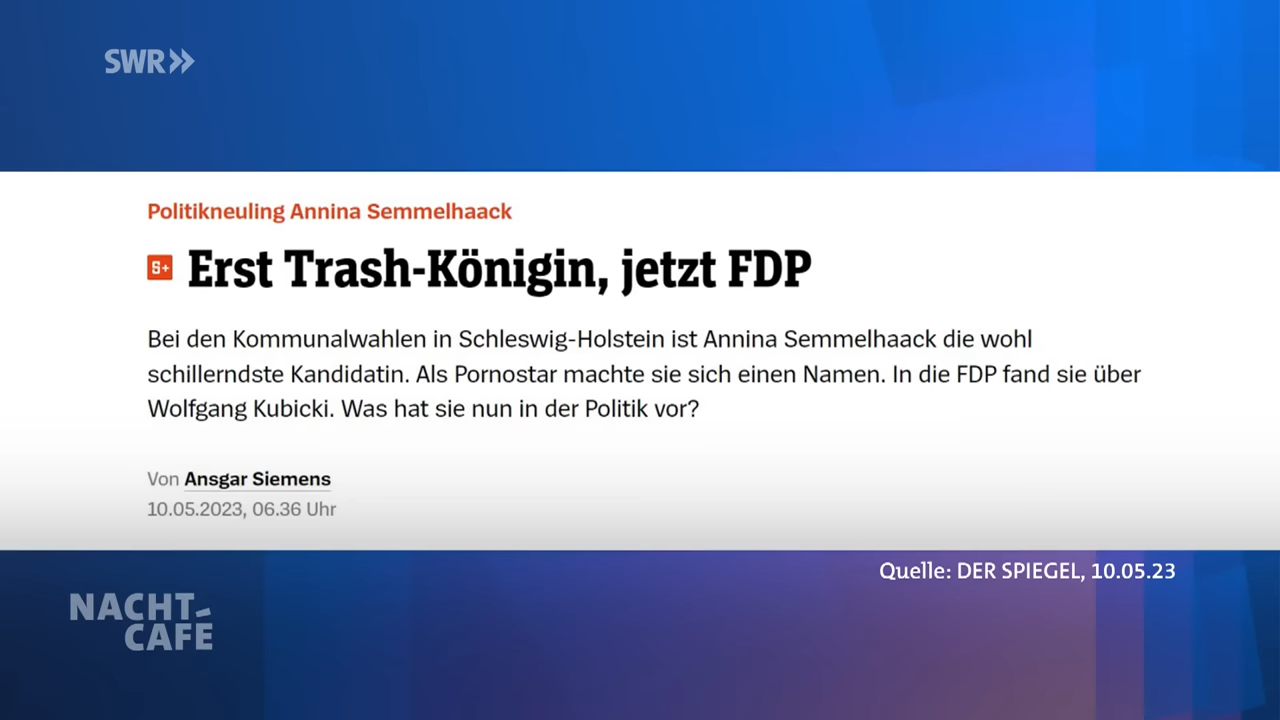 SWR»
Politikneuling Annina Semmelhaack
S+ Erst Trash-Königin, jetzt FDP
Bei den Kommunalwahlen in Schleswig-Holstein ist Annina Semmelhaack die wohl
schillerndste Kandidatin. Als Pornostar machte sie sich einen Namen. In die FDP fand sie über
Wolfgang Kubicki. Was hat sie nun in der Politik vor?
Von Ansgar Siemens
10.05.2023, 06.36 Uhr
Quelle: DER SPIEGEL, 10.05.23
NACHT-
CAFE